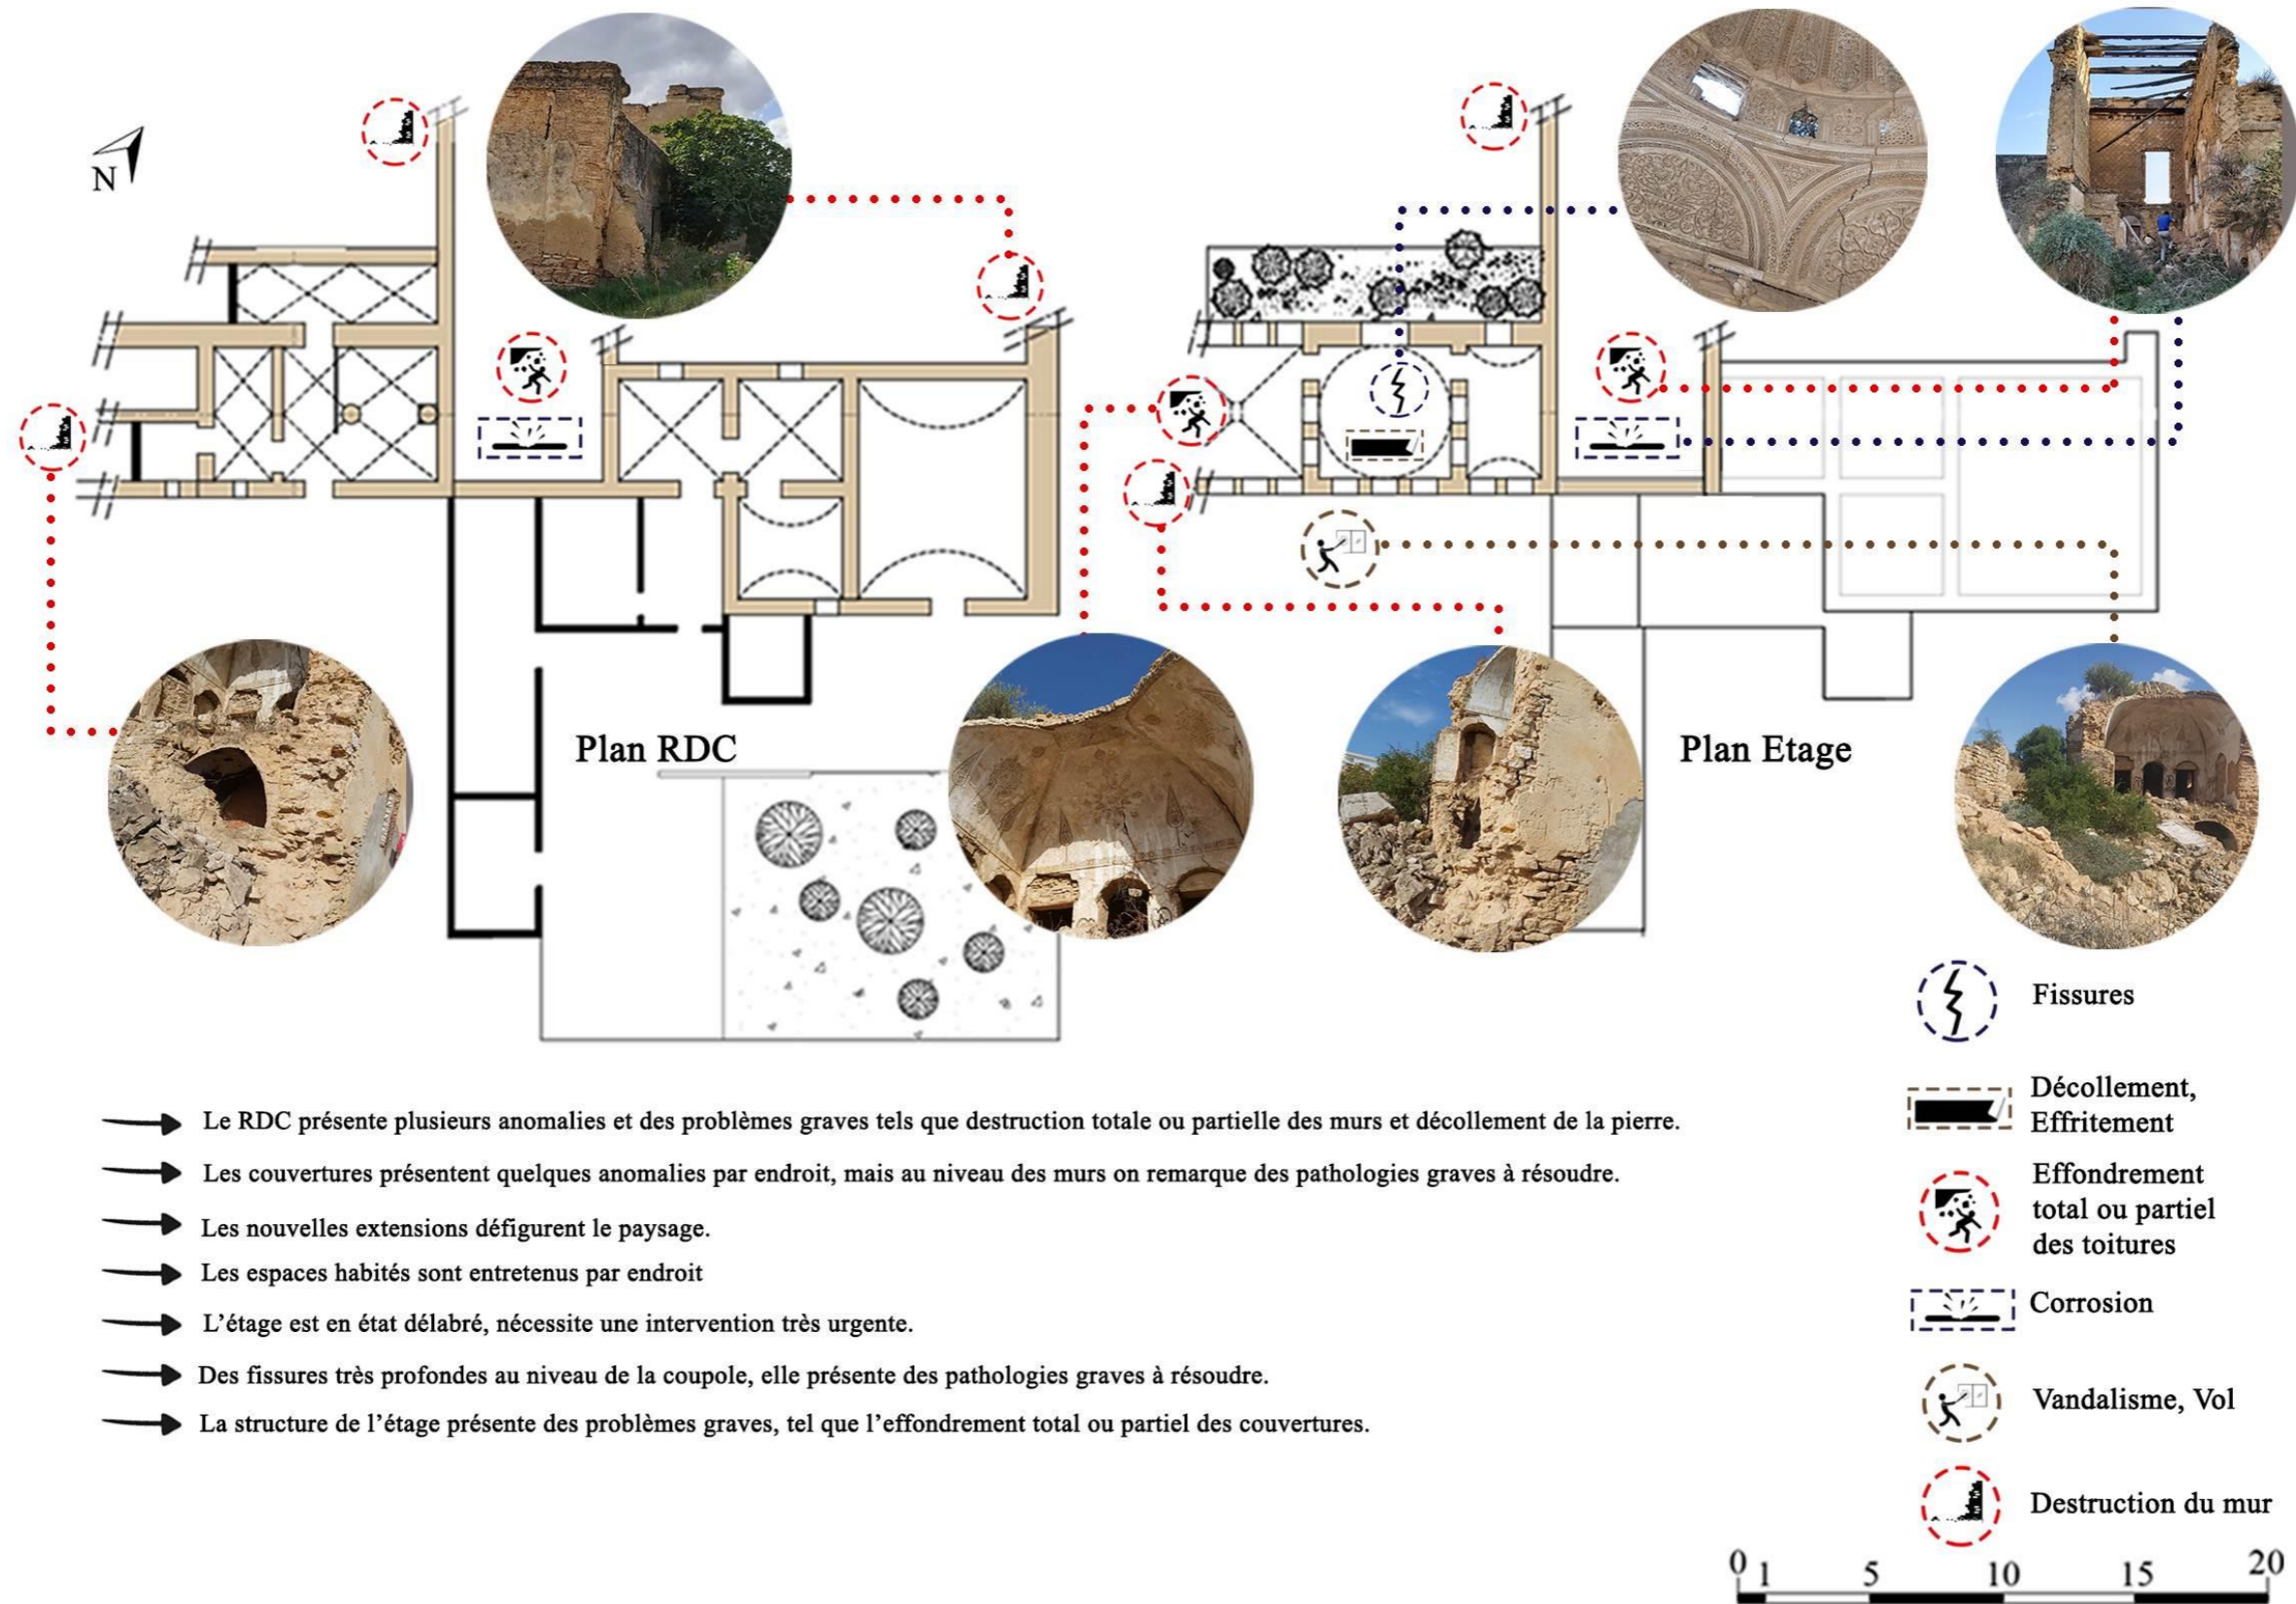 N
Plan RDC
Plan Etage
Le RDC présente plusieurs anomalies et des problèmes graves tels que destruction totale ou partielle des murs et décollement de la pierre.
Les couvertures présentent quelques anomalies par endroit, mais au niveau des murs on remarque des pathologies graves à résoudre.
Les nouvelles extensions défigurent le paysage.
Les espaces habités sont entretenus par endroit
L’étage est en état délabré, nécessite une intervention très urgente.
Des fissures très profondes au niveau de la coupole, elle présente des pathologies graves à résoudre.
La structure de l’étage présente des problèmes graves, tel que l’effondrement total ou partiel des couvertures.
Fissures
Décollement,
Effritement
Effondrement
total ou partiel
des toitures
Corrosion
Vandalisme, Vol
Destruction du mur
0 1 5 10 15 20